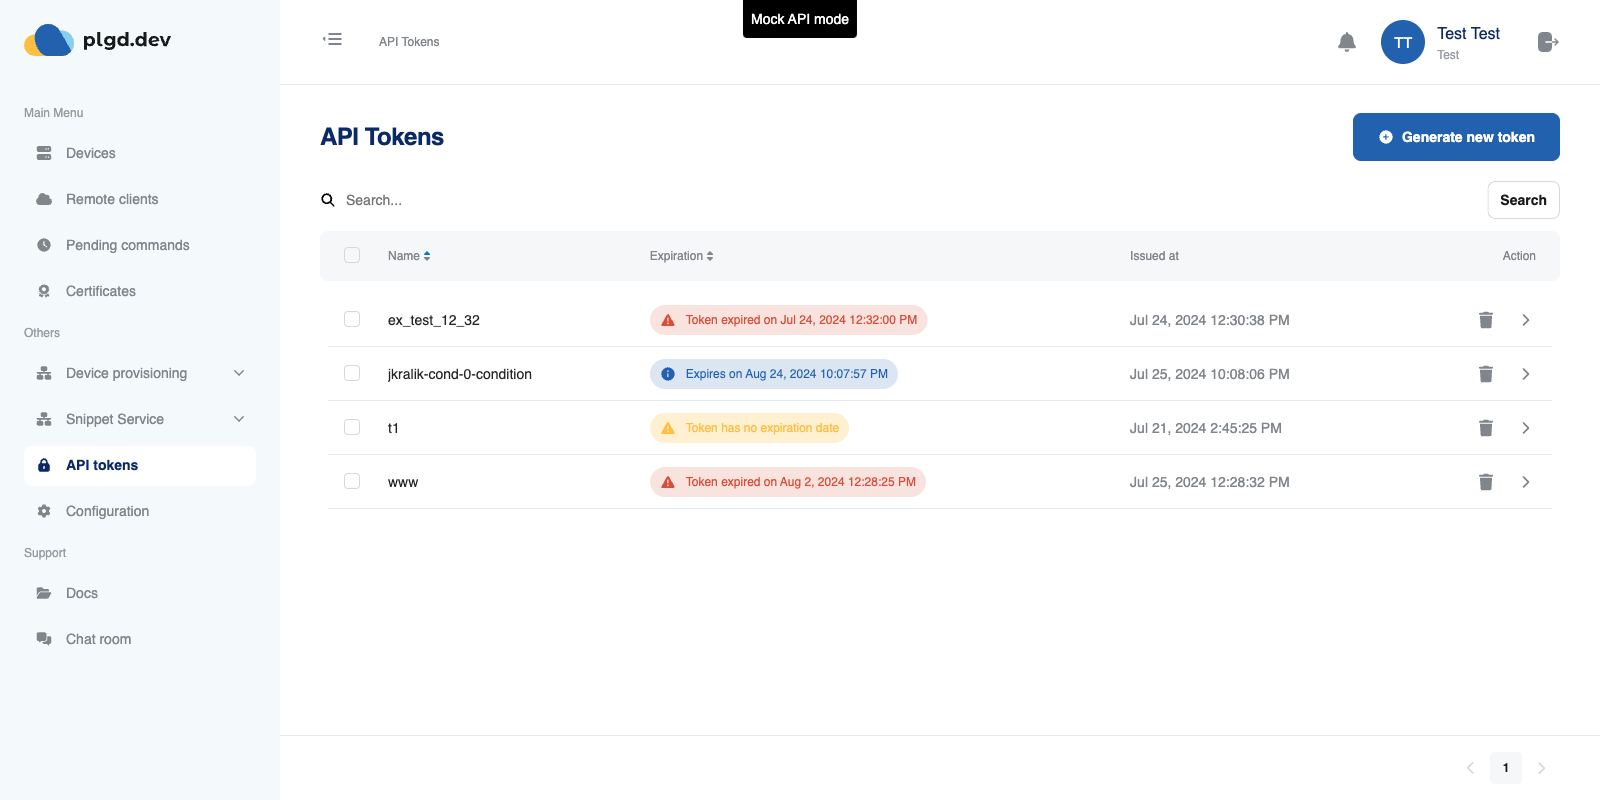 plgd.dev
Mock API mode
API Tokens
TT
Test Test
Test
Main Menu
Devices
Remote clients
Pending commands
Certificates
Others
Device provisioning
Snippet Service
API tokens
Configuration
Support
Docs
Chat room
API Tokens
Generate new token
Search...
Search
Name Expiration Issued at Action
ex_test_12_32 Token expired on Jul 24, 2024 12:32:00 PM Jul 24, 2024 12:30:38 PM
jkralik-cond-0-condition Expires on Aug 24, 2024 10:07:57 PM Jul 25, 2024 10:08:06 PM
t1 Token has no expiration date Jul 21, 2024 2:45:25 PM
www Token expired on Aug 2, 2024 12:28:25 PM Jul 25, 2024 12:28:32 PM
1